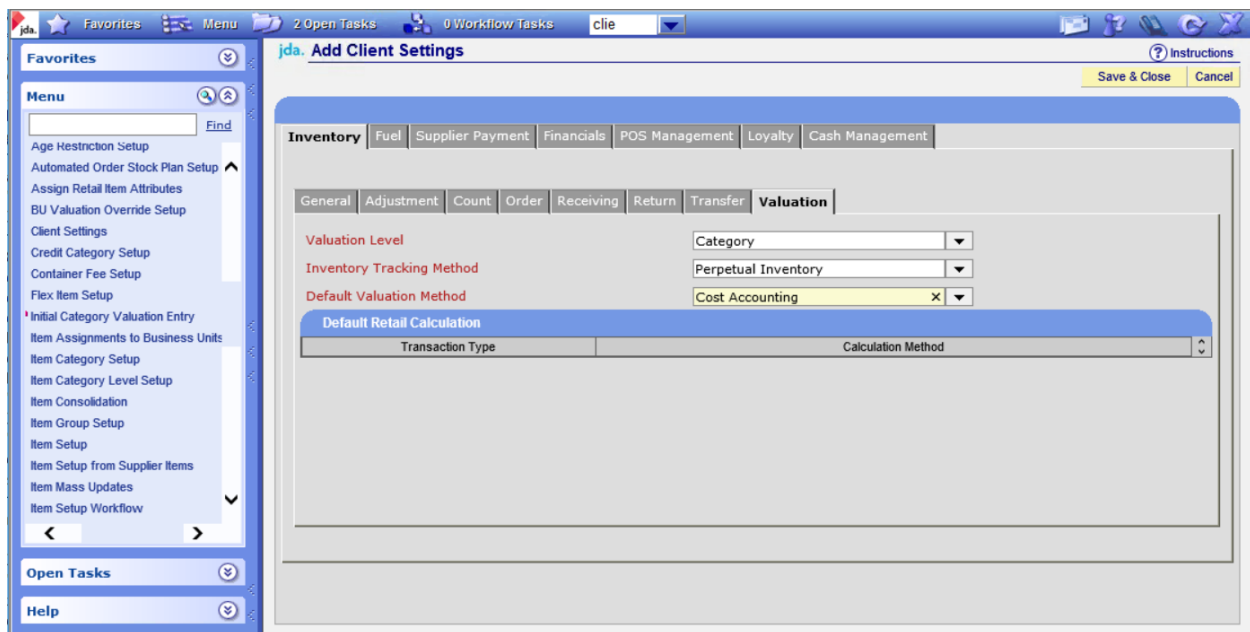 jda. Favorites Menu 2 Open Tasks 0 Workflow Tasks clie
Favorites
Menu
Find
Age Restriction Setup
Automated Order Stock Plan Setup
Assign Retail Item Attributes
BU Valuation Override Setup
Client Settings
Credit Category Setup
Container Fee Setup
Flex Item Setup
Initial Category Valuation Entry
Item Assignments to Business Units
Item Category Setup
Item Category Level Setup
Item Consolidation
Item Group Setup
Item Setup
Item Setup from Supplier Items
Item Mass Updates
Item Setup Workflow
Open Tasks
Help
jda. Add Client Settings
Instructions
Save & Close Cancel
Inventory Fuel Supplier Payment Financials POS Management Loyalty Cash Management
General Adjustment Count Order Receiving Return Transfer Valuation
Valuation Level Category
Inventory Tracking Method Perpetual Inventory
Default Valuation Method Cost Accounting
Default Retail Calculation
Transaction Type Calculation Method